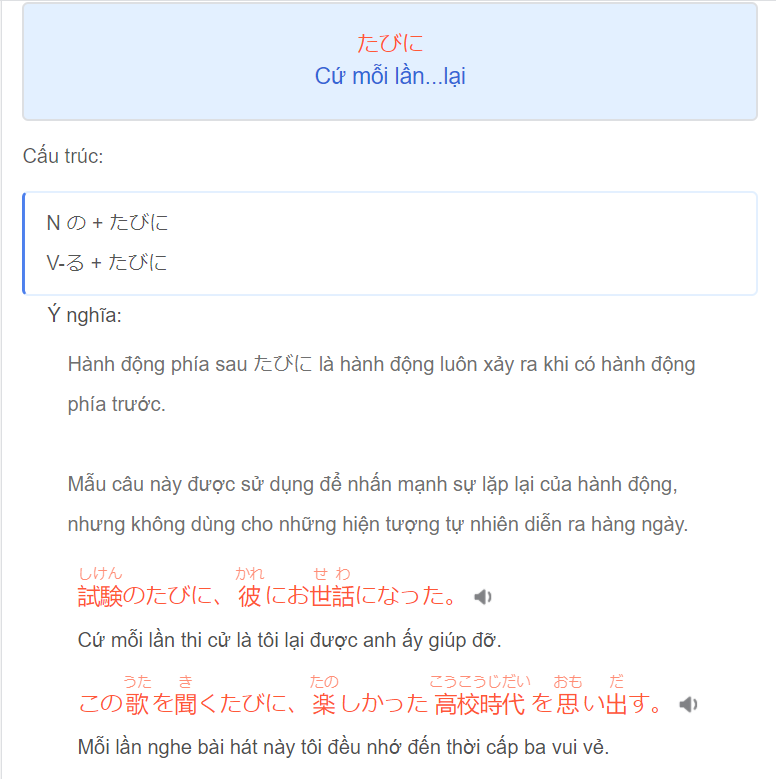 たびに
Cứ mỗi lần...lại
Cấu trúc:
N の + たびに
V-る + たびに
Ý nghĩa:
Hành động phía sau たびに là hành động luôn xảy ra khi có hành động
phía trước.
Mẫu câu này được sử dụng để nhấn mạnh sự lặp lại của hành động,
nhưng không dùng cho những hiện tượng tự nhiên diễn ra hàng ngày.
しけん かれ せ わ
試験のたびに、彼にお世話になった。
Cứ mỗi lần thi cử là tôi lại được anh ấy giúp đỡ.
うた き たの こうこうじだい おも だ
この歌を聞くたびに、楽しかった高校時代を思い出す。
Mỗi lần nghe bài hát này tôi đều nhớ đến thời cấp ba vui vẻ.